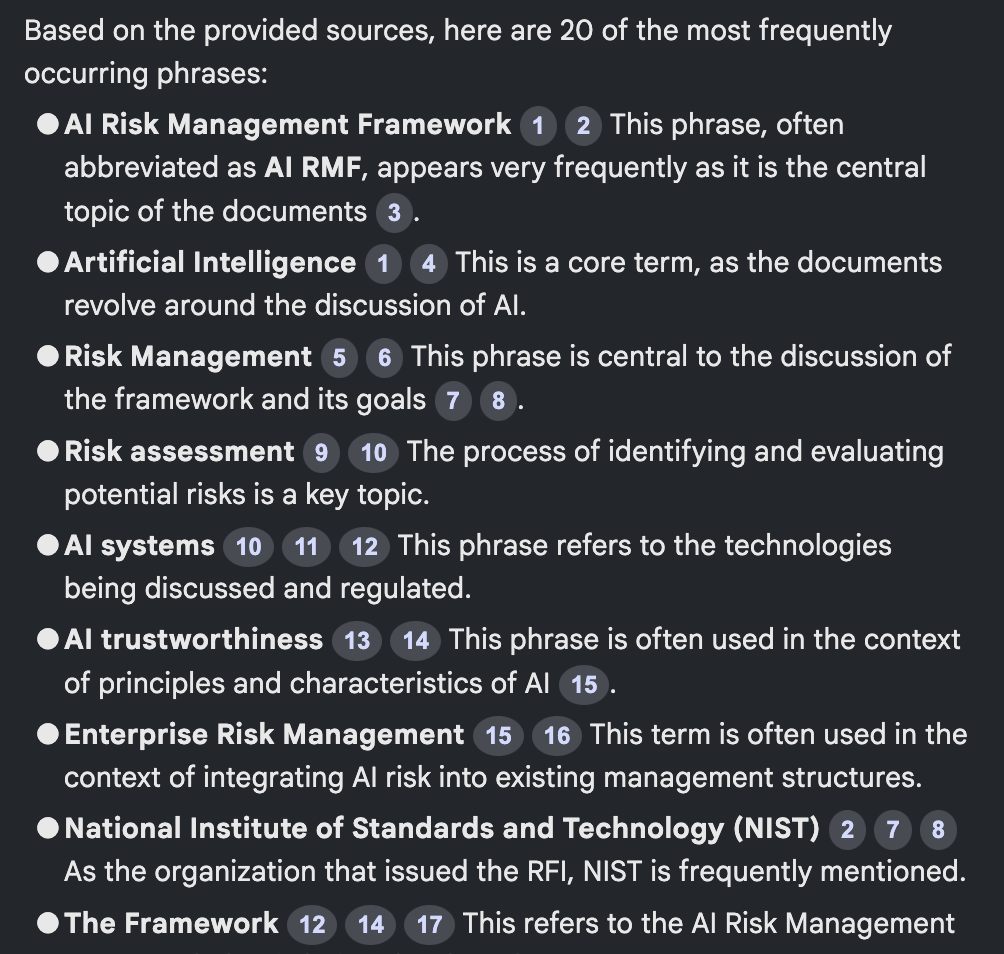 Based on the provided sources, here are 20 of the most frequently
occurring phrases:
● AI Risk Management Framework 1 2 This phrase, often
abbreviated as AI RMF, appears very frequently as it is the central
topic of the documents 3.
● Artificial Intelligence 1 4 This is a core term, as the documents
revolve around the discussion of AI.
● Risk Management 5 6 This phrase is central to the discussion of
the framework and its goals 7 8.
● Risk assessment 9 10 The process of identifying and evaluating
potential risks is a key topic.
● AI systems 10 11 12 This phrase refers to the technologies
being discussed and regulated.
● AI trustworthiness 13 14 This phrase is often used in the context
of principles and characteristics of AI 15.
● Enterprise Risk Management 15 16 This term is often used in the
context of integrating AI risk into existing management structures.
● National Institute of Standards and Technology (NIST) 2 7 8
As the organization that issued the RFI, NIST is frequently mentioned.
● The Framework 12 14 17 This refers to the AI Risk Management